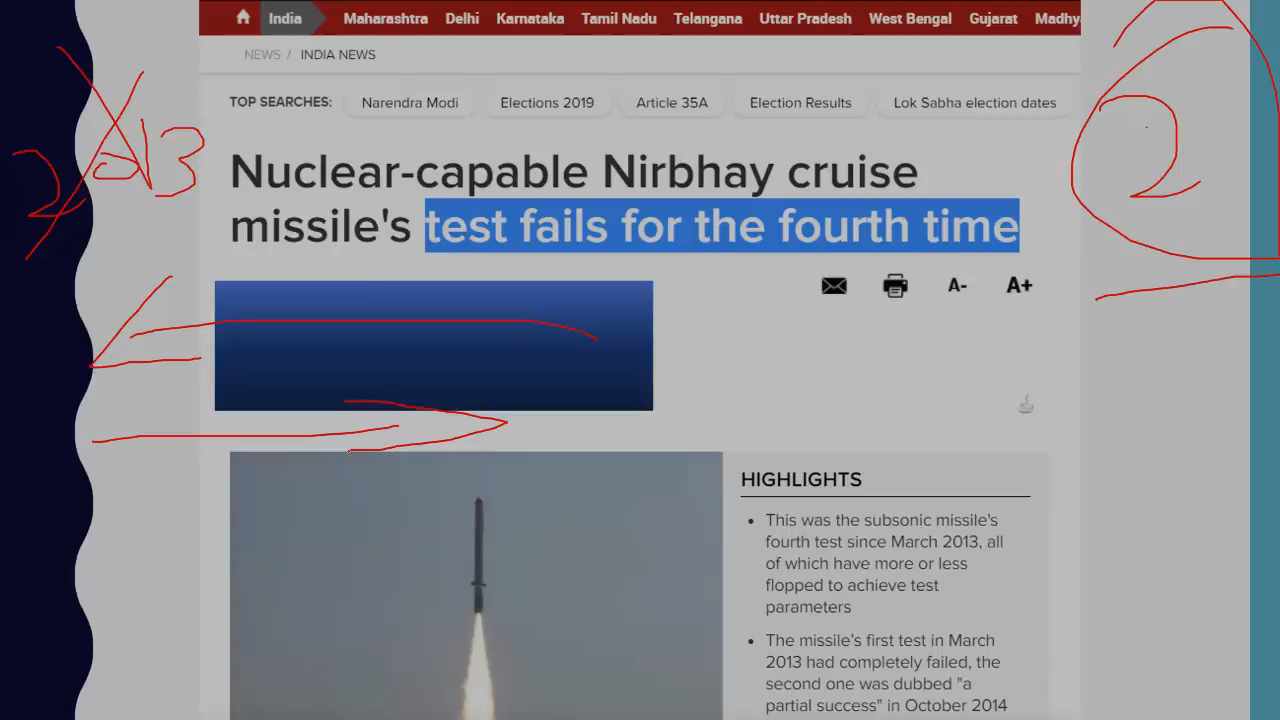 India Maharashtra Delhi Karnataka Tamil Nadu Telangana Uttar Pradesh West Bengal Gujarat Madhy
NEWS / INDIA NEWS
TOP SEARCHES: Narendra Modi Elections 2019 Article 35A Election Results Lok Sabha election dates
2013
2
Nuclear-capable Nirbhay cruise
missile's test fails for the fourth time
A- A+
HIGHLIGHTS
• This was the subsonic missile's
fourth test since March 2013, all
of which have more or less
flopped to achieve test
parameters
• The missile's first test in March
2013 had completely failed, the
second one was dubbed "a
partial success" in October 2014